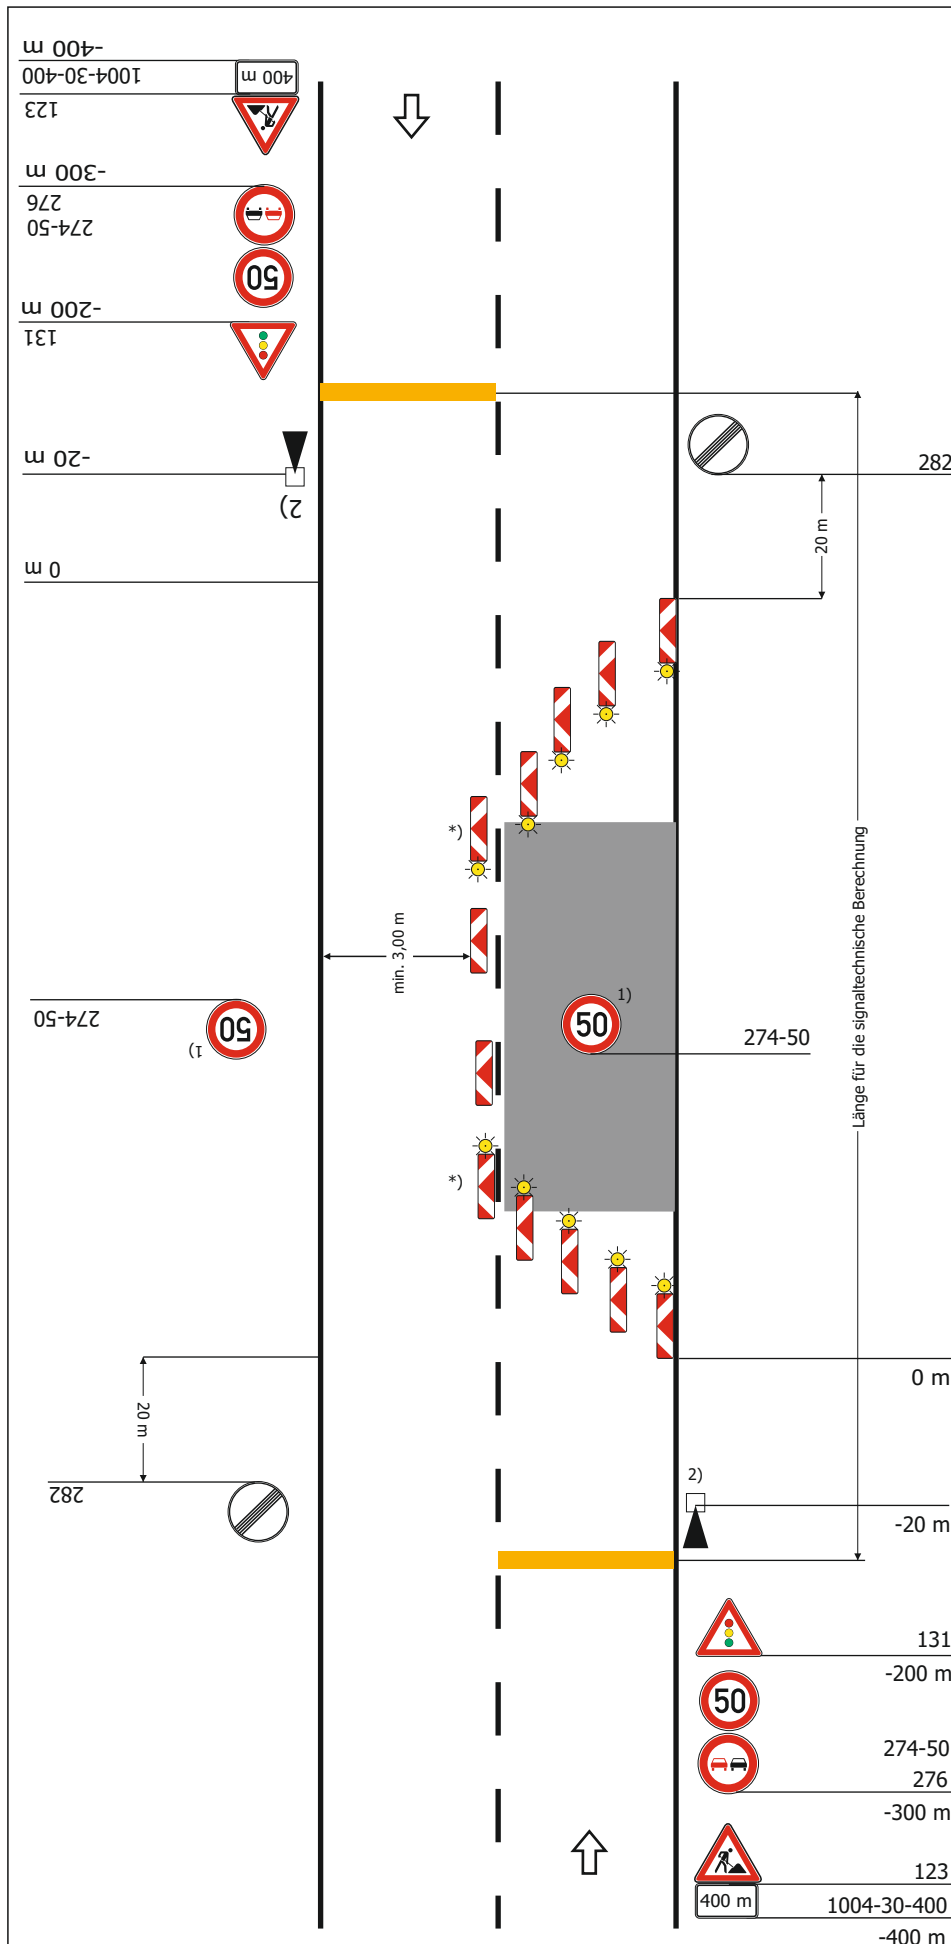 -400 m
1004-30-400
400 m
123
-300 m
276
274-50
50
-200 m
131
-20 m
2)
282
20 m
0 m
*)
min. 3,00 m
Länge für die signaltechnische Berechnung
274-50
50
1)
50
1)
274-50
*)
0 m
20 m
282
2)
-20 m
131
-200 m
50
274-50
276
-300 m
123
400 m
1004-30-400
-400 m